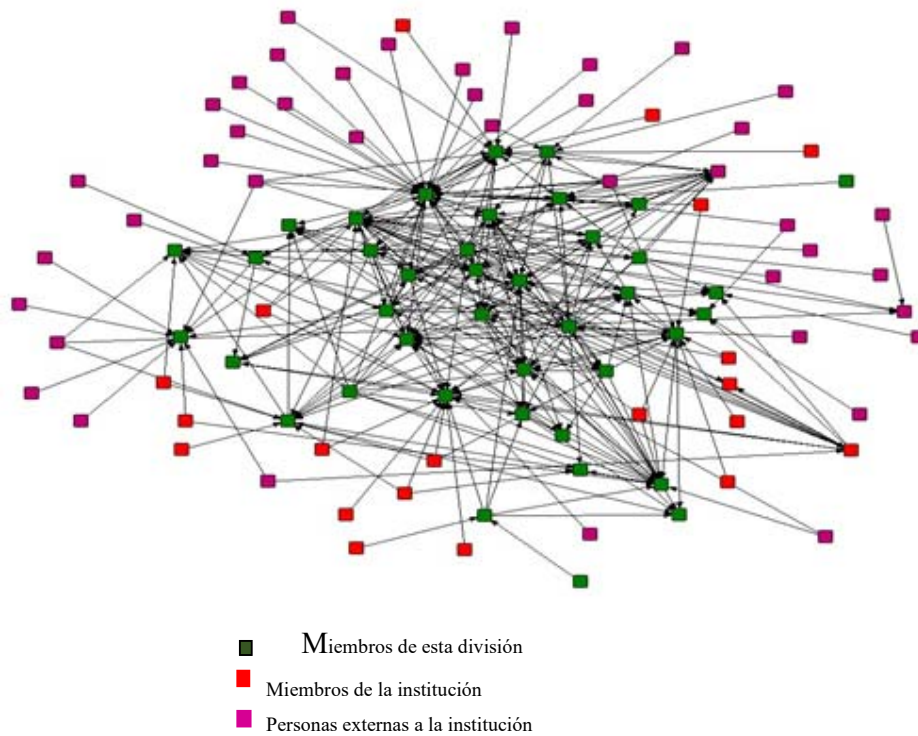 Miembros de esta división
Miembros de la institución
Personas externas a la institución